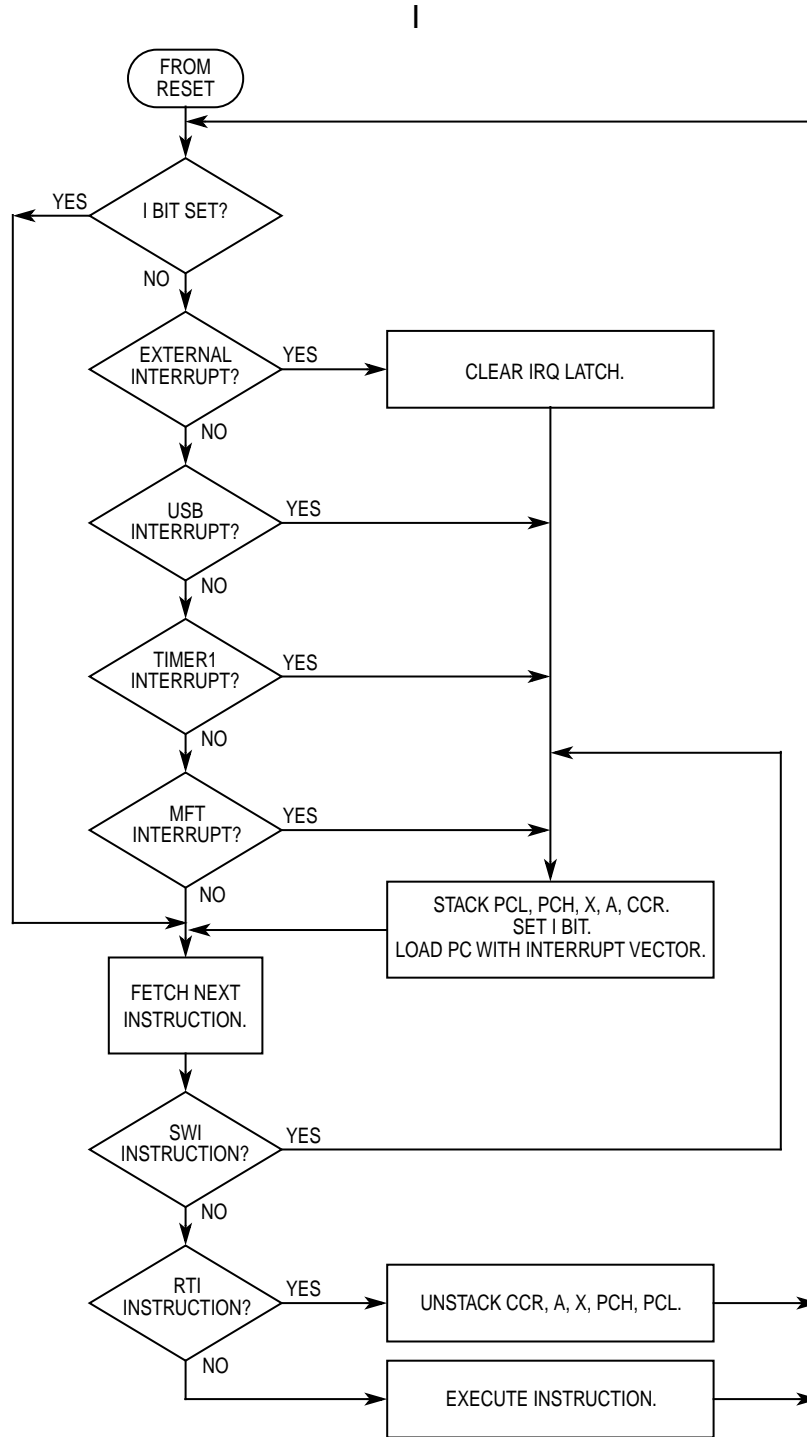 I
FROM
RESET
YES
I BIT SET?
NO
EXTERNAL
INTERRUPT?
YES
CLEAR IRQ LATCH.
NO
USB
INTERRUPT?
YES
NO
TIMER1
INTERRUPT?
YES
NO
MFT
INTERRUPT?
YES
NO
STACK PCL, PCH, X, A, CCR.
SET I BIT.
LOAD PC WITH INTERRUPT VECTOR.
FETCH NEXT
INSTRUCTION.
SWI
INSTRUCTION?
YES
NO
RTI
INSTRUCTION?
YES
UNSTACK CCR, A, X, PCH, PCL.
NO
EXECUTE INSTRUCTION.